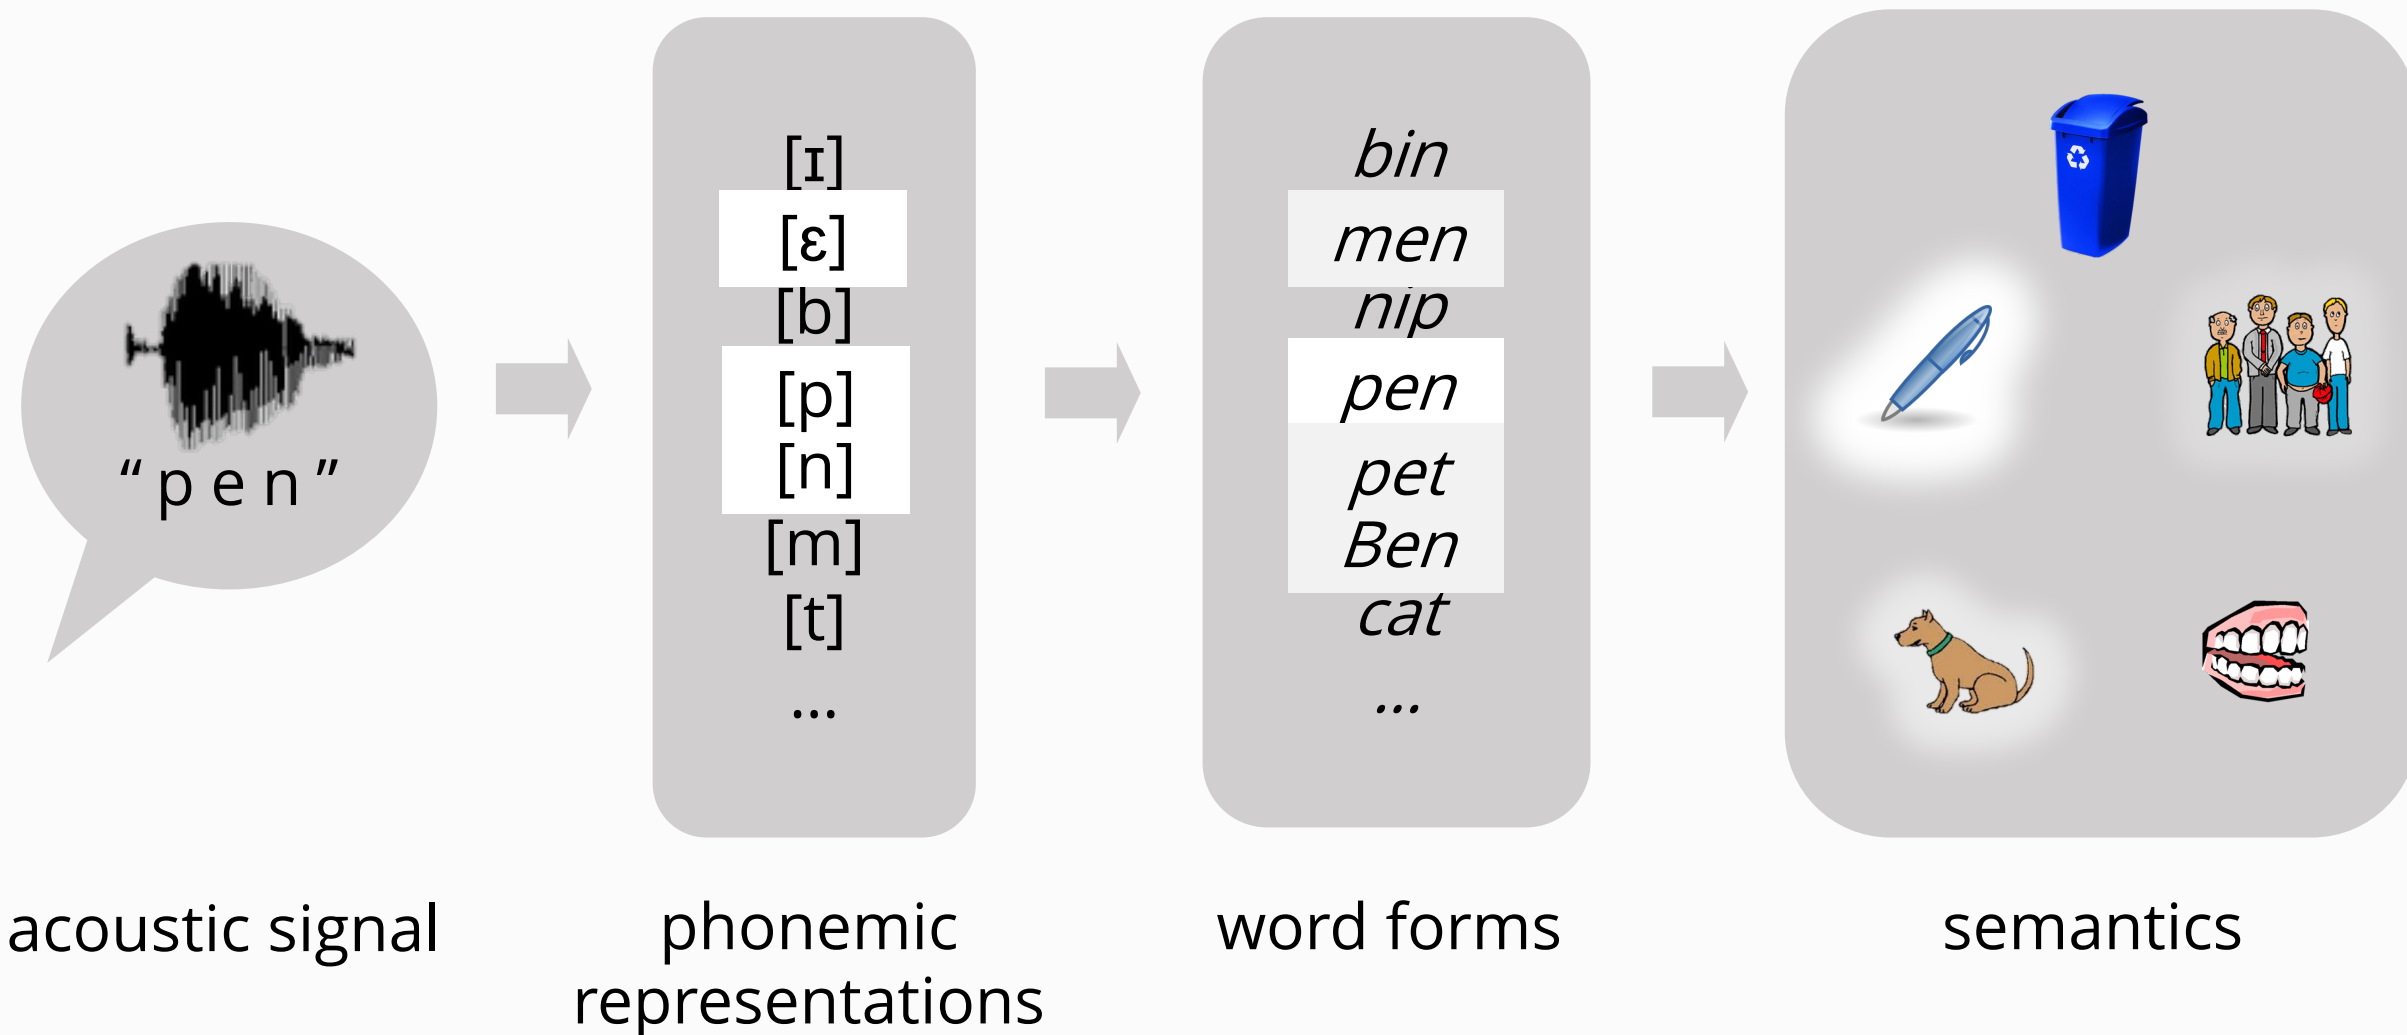 “ p e n ”
[ɪ]
[ɛ]
[b]
[p]
[n]
[m]
[t]
...
bin
men
nip
pen
pet
Ben
cat
...
acoustic signal
phonemic
representations
word forms
semantics